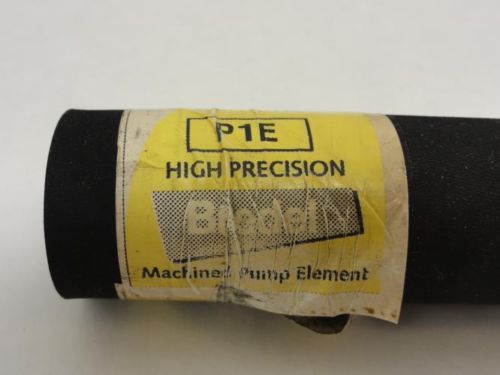 P1E
HIGH PRECISION
Bredel
Machined Pump Element